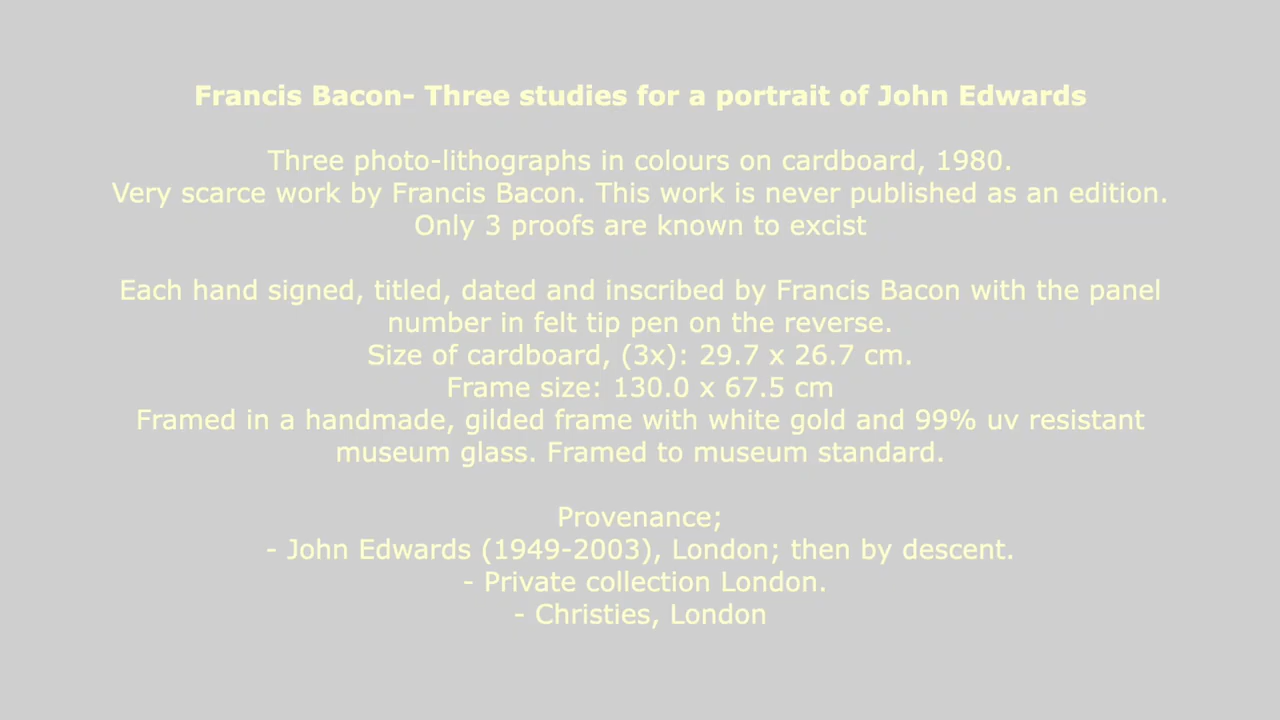 Francis Bacon- Three studies for a portrait of John Edwards
Three photo-lithographs in colours on cardboard, 1980.
Very scarce work by Francis Bacon. This work is never published as an edition.
Only 3 proofs are known to excist
Each hand signed, titled, dated and inscribed by Francis Bacon with the panel
number in felt tip pen on the reverse.
Size of cardboard, (3x): 29.7 x 26.7 cm.
Frame size: 130.0 x 67.5 cm
Framed in a handmade, gilded frame with white gold and 99% uv resistant
museum glass. Framed to museum standard.
Provenance;
- John Edwards (1949-2003), London; then by descent.
- Private collection London.
- Christies, London